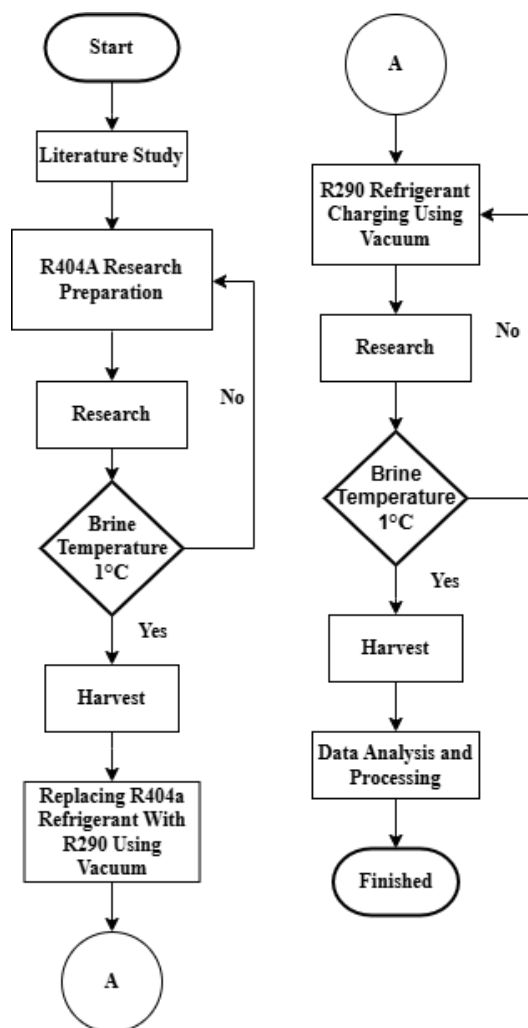 Start
Literature Study
R404A Research
Preparation
Research
No
Brine
Temperature
1°C
Yes
Harvest
Replacing R404a
Refrigerant With
R290 Using
Vacuum
A
A
R290 Refrigerant
Charging Using
Vacuum
Research
No
Brine
Temperature
1°C
Yes
Harvest
Data Analysis and
Processing
Finished